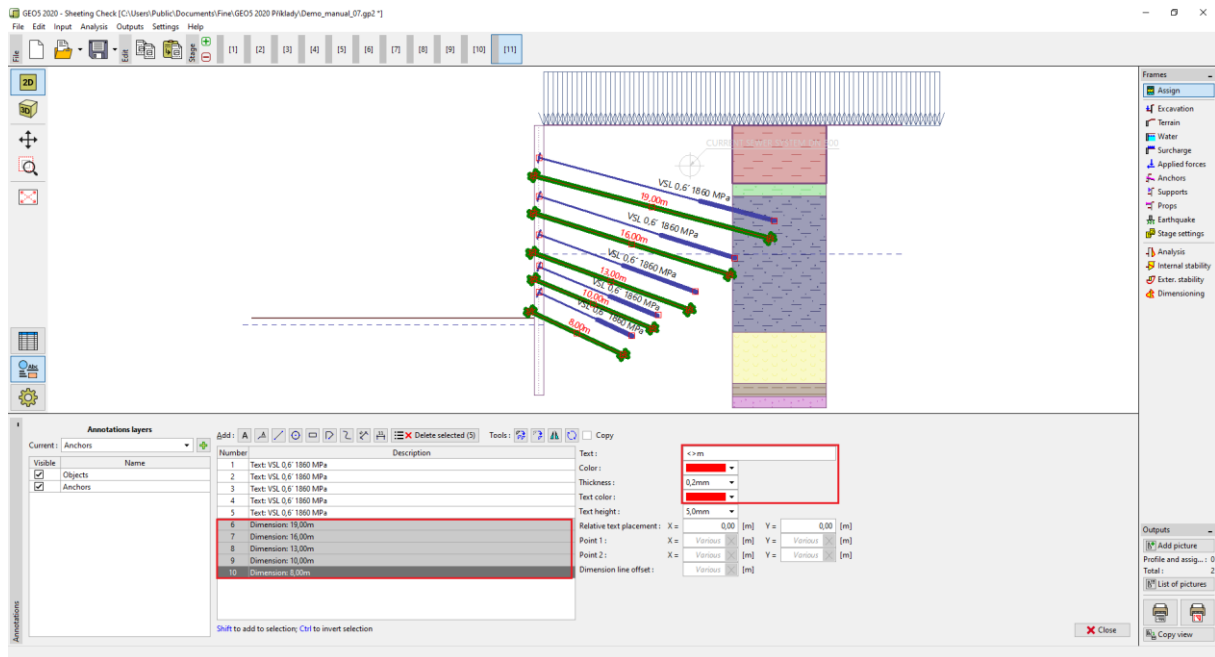 GEO5 2020 - Sheeting Check [C:\Users\Public\Documents\Fine\GEO5 2020 Příklady\Demo_manual_07.gp2 *]
File Edit Input Analysis Outputs Settings Help
File
Edit
Stage
[1] [2] [3] [4] [5] [6] [7] [8] [9] [10] [11]
2D
3D
VSL 0,6´ 1860 MPa
19,00m
VSL 0,6´ 1860 MPa
16,00m
VSL 0,6´ 1860 MPa
13,00m
VSL 0,6´ 1860 MPa
10,00m
VSL 0,6´ 1860 MPa
8,00m
Frames
Assign
Excavation
Terrain
Water
Surcharge
Applied forces
Anchors
Supports
Props
Earthquake
Stage settings
Analysis
Internal stability
Exter. stability
Dimensioning
Abc
Annotations layers
Current : Anchors
Visible Name
Objects
Anchors
Annotations
Add : A A Delete selected (5) Tools : Copy
Number Description
1 Text: VSL 0,6´ 1860 MPa
2 Text: VSL 0,6´ 1860 MPa
3 Text: VSL 0,6´ 1860 MPa
4 Text: VSL 0,6´ 1860 MPa
5 Text: VSL 0,6´ 1860 MPa
6 Dimension: 19,00m
7 Dimension: 16,00m
8 Dimension: 13,00m
9 Dimension: 10,00m
10 Dimension: 8,00m
Shift to add to selection; Ctrl to invert selection
Text : <>m
Color :
Thickness : 0,2mm
Text color :
Text height : 5,0mm
Relative text placement : X = 0,00 [m] Y = 0,00 [m]
Point 1 : X = Various [m] Y = Various [m]
Point 2 : X = Various [m] Y = Various [m]
Dimension line offset : Various [m]
Close
Outputs
Add picture
Profile and assig... : 0
Total : 2
List of pictures
Copy view